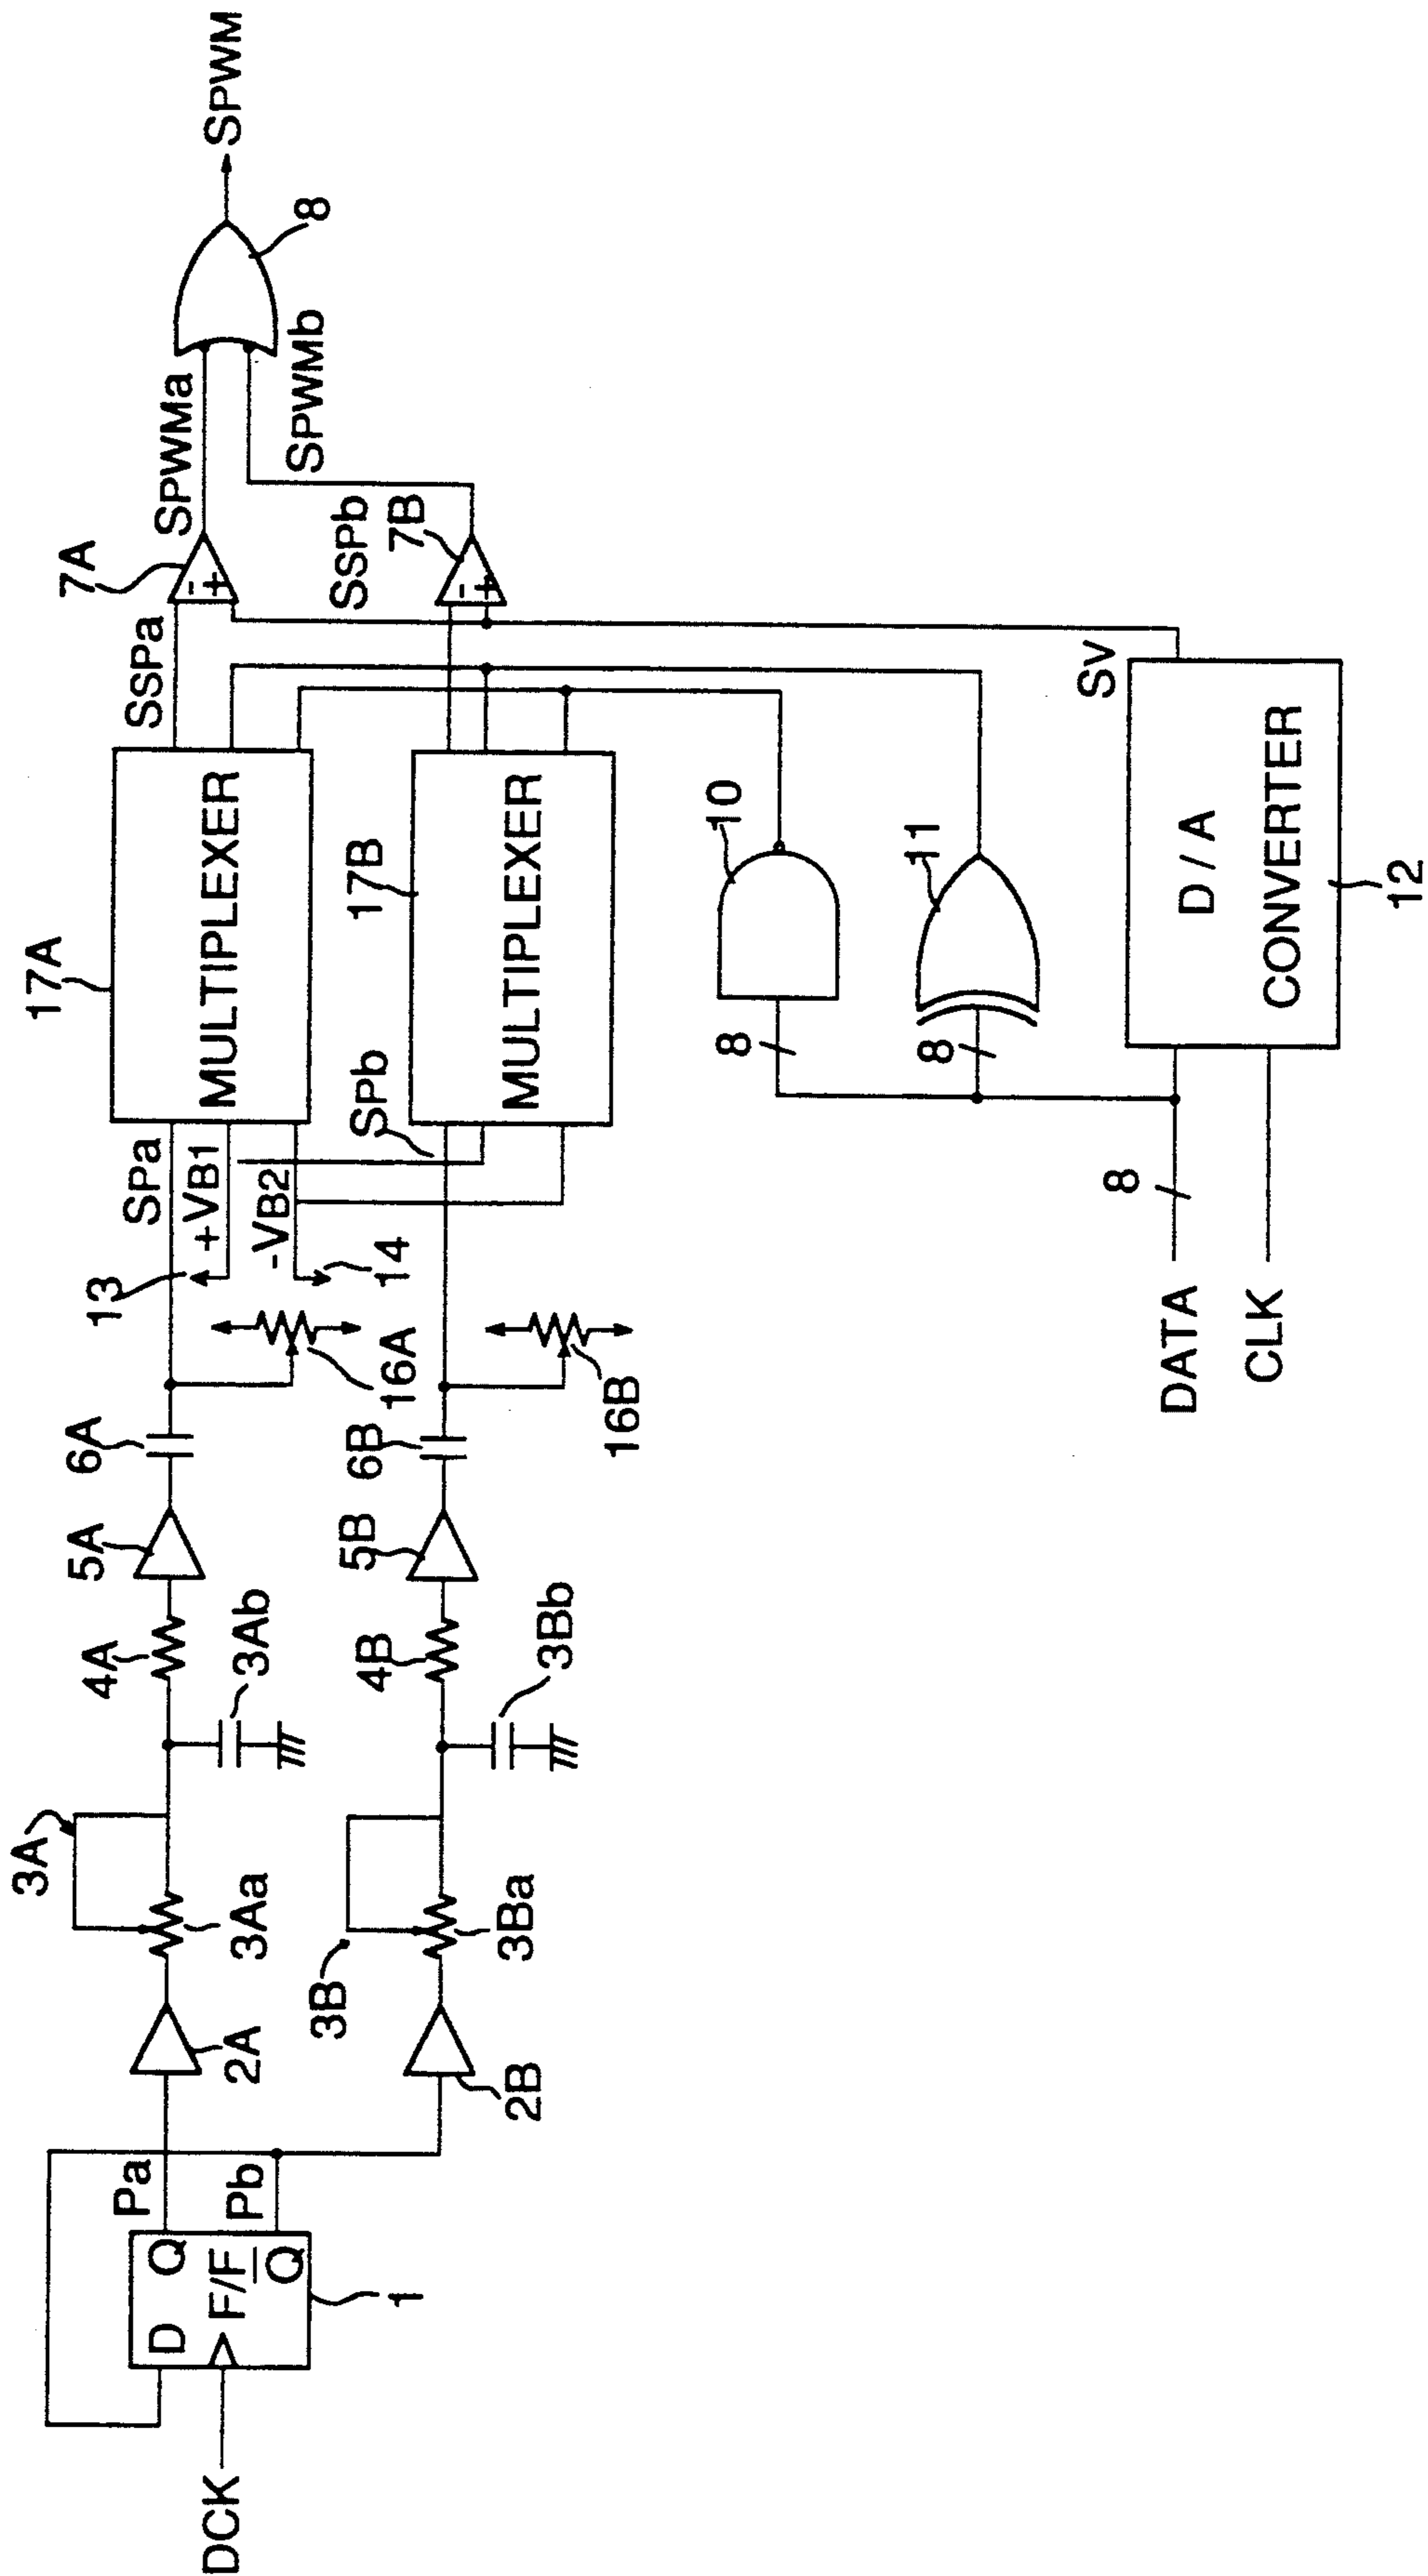 DCK
D
Q
F/F
Q
1
Pa
Pb
2A
2B
3A
3Aa
3B
3Ba
3Ab
3Bb
4A
4B
5A
5B
6A
6B
16A
16B
13
SPa
+VB1
-VB2
14
SPb
17A
MULTIPLEXER
17B
MULTIPLEXER
SSPa
7A
- +
SSPb
7B
- +
SPWMa
SPWMb
8
SPWM
10
8
11
8
DATA
8
CLK
D / A
CONVERTER
12
SV